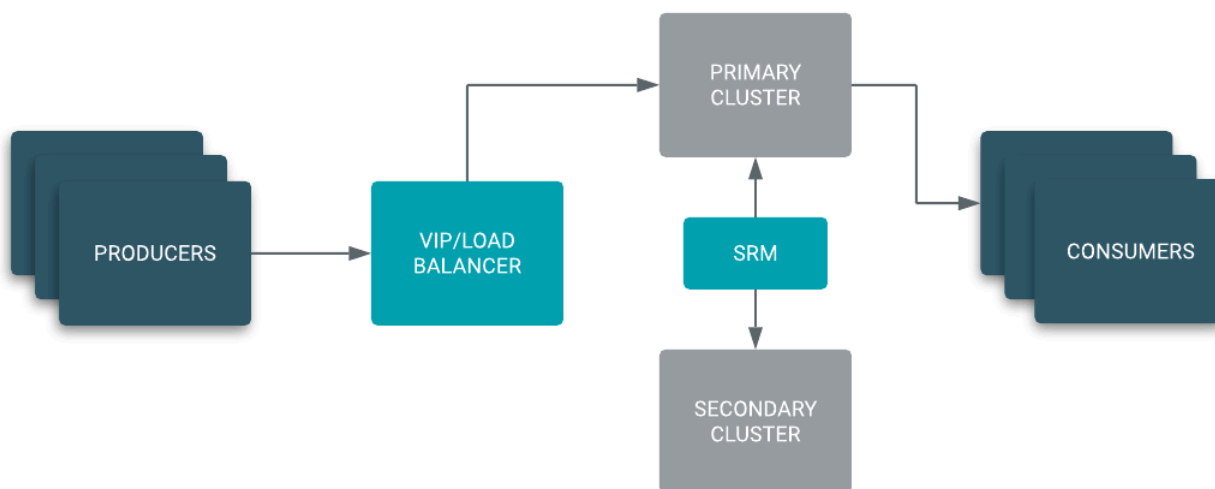 PRODUCERS
VIP/LOAD
BALANCER
PRIMARY
CLUSTER
SRM
SECONDARY
CLUSTER
CONSUMERS